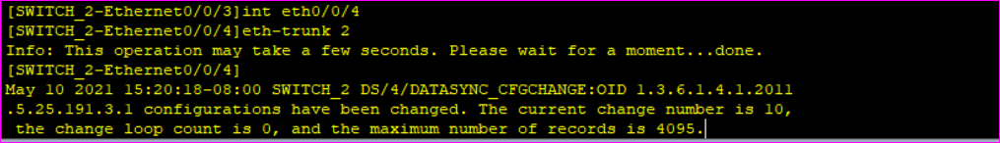 [SWITCH_2-Ethernet0/0/3]int eth0/0/4
[SWITCH_2-Ethernet0/0/4]eth-trunk 2
Info: This operation may take a few seconds. Please wait for a moment...done.
[SWITCH_2-Ethernet0/0/4]
May 10 2021 15:20:18-08:00 SWITCH_2 DS/4/DATASYNC_CFGCHANGE:OID 1.3.6.1.4.1.2011
.5.25.191.3.1 configurations have been changed. The current change number is 10,
 the change loop count is 0, and the maximum number of records is 4095.